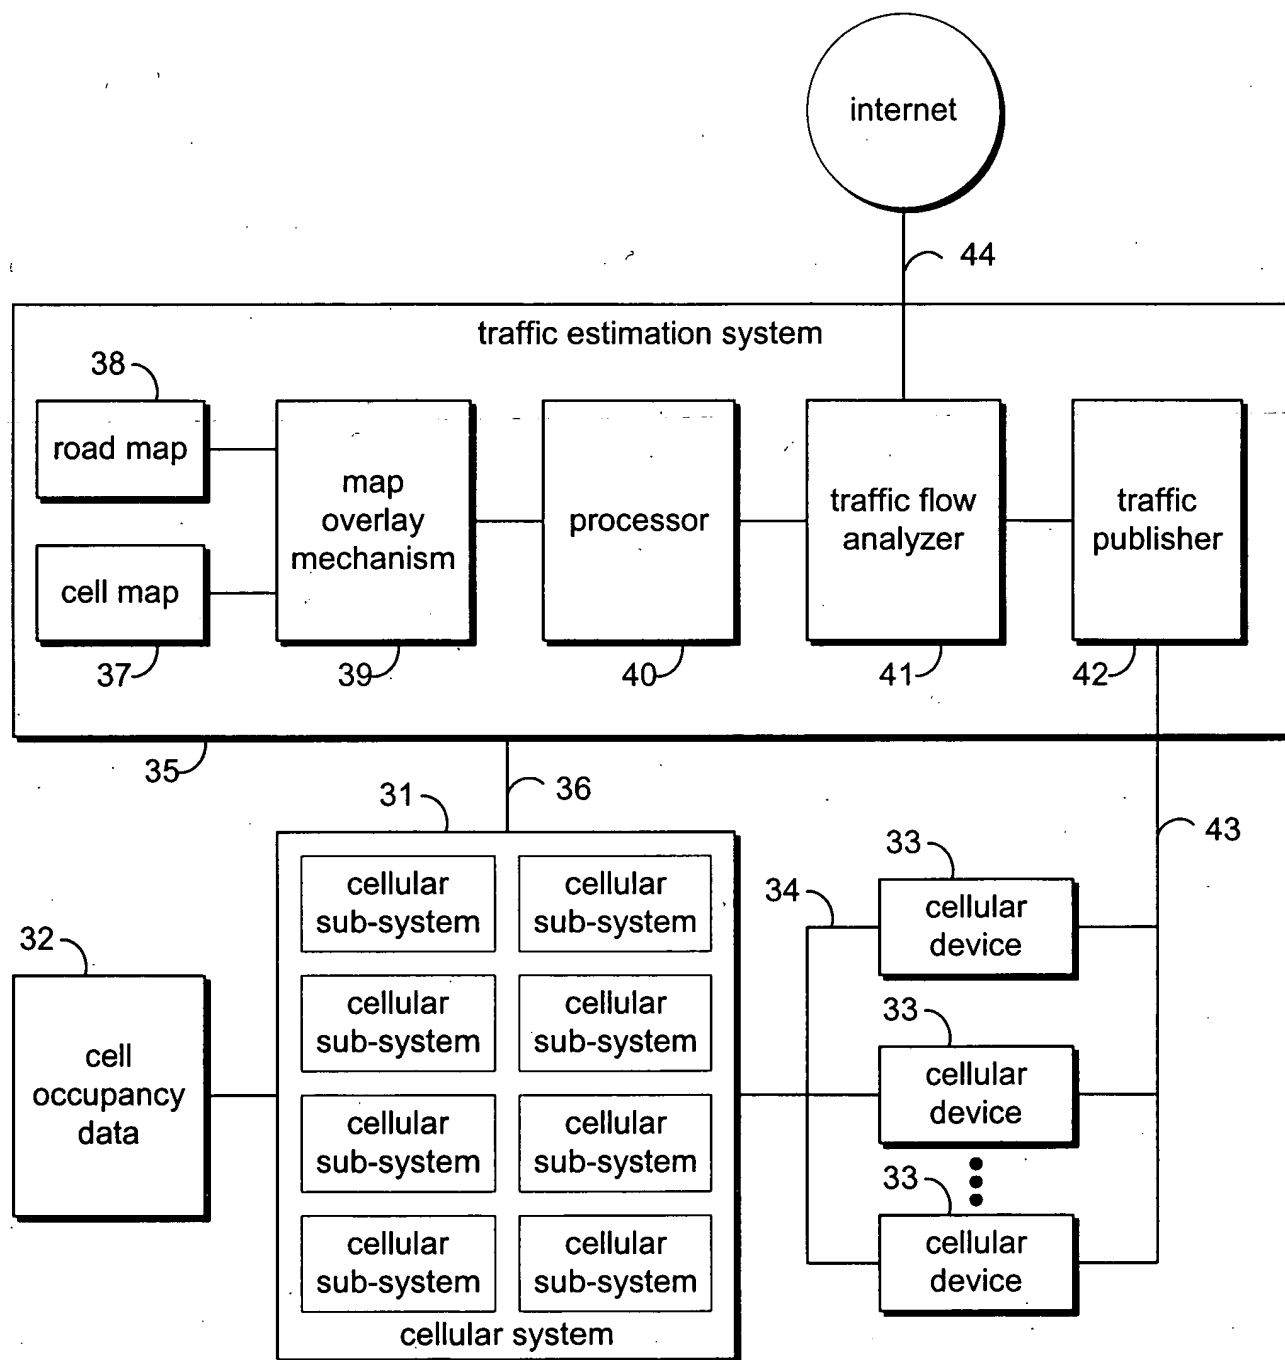 internet
44
traffic estimation system
38
road map
map
overlay
mechanism
processor
traffic flow
analyzer
traffic
publisher
cell map
37
39
40
41
42
35
31
36
43
33
34
cellular
sub-system
cellular
sub-system
cellular
device
32
cell
occupancy
data
cellular
sub-system
cellular
sub-system
33
cellular
device
cellular
sub-system
cellular
sub-system
33
cellular
sub-system
cellular
sub-system
cellular
device
cellular system